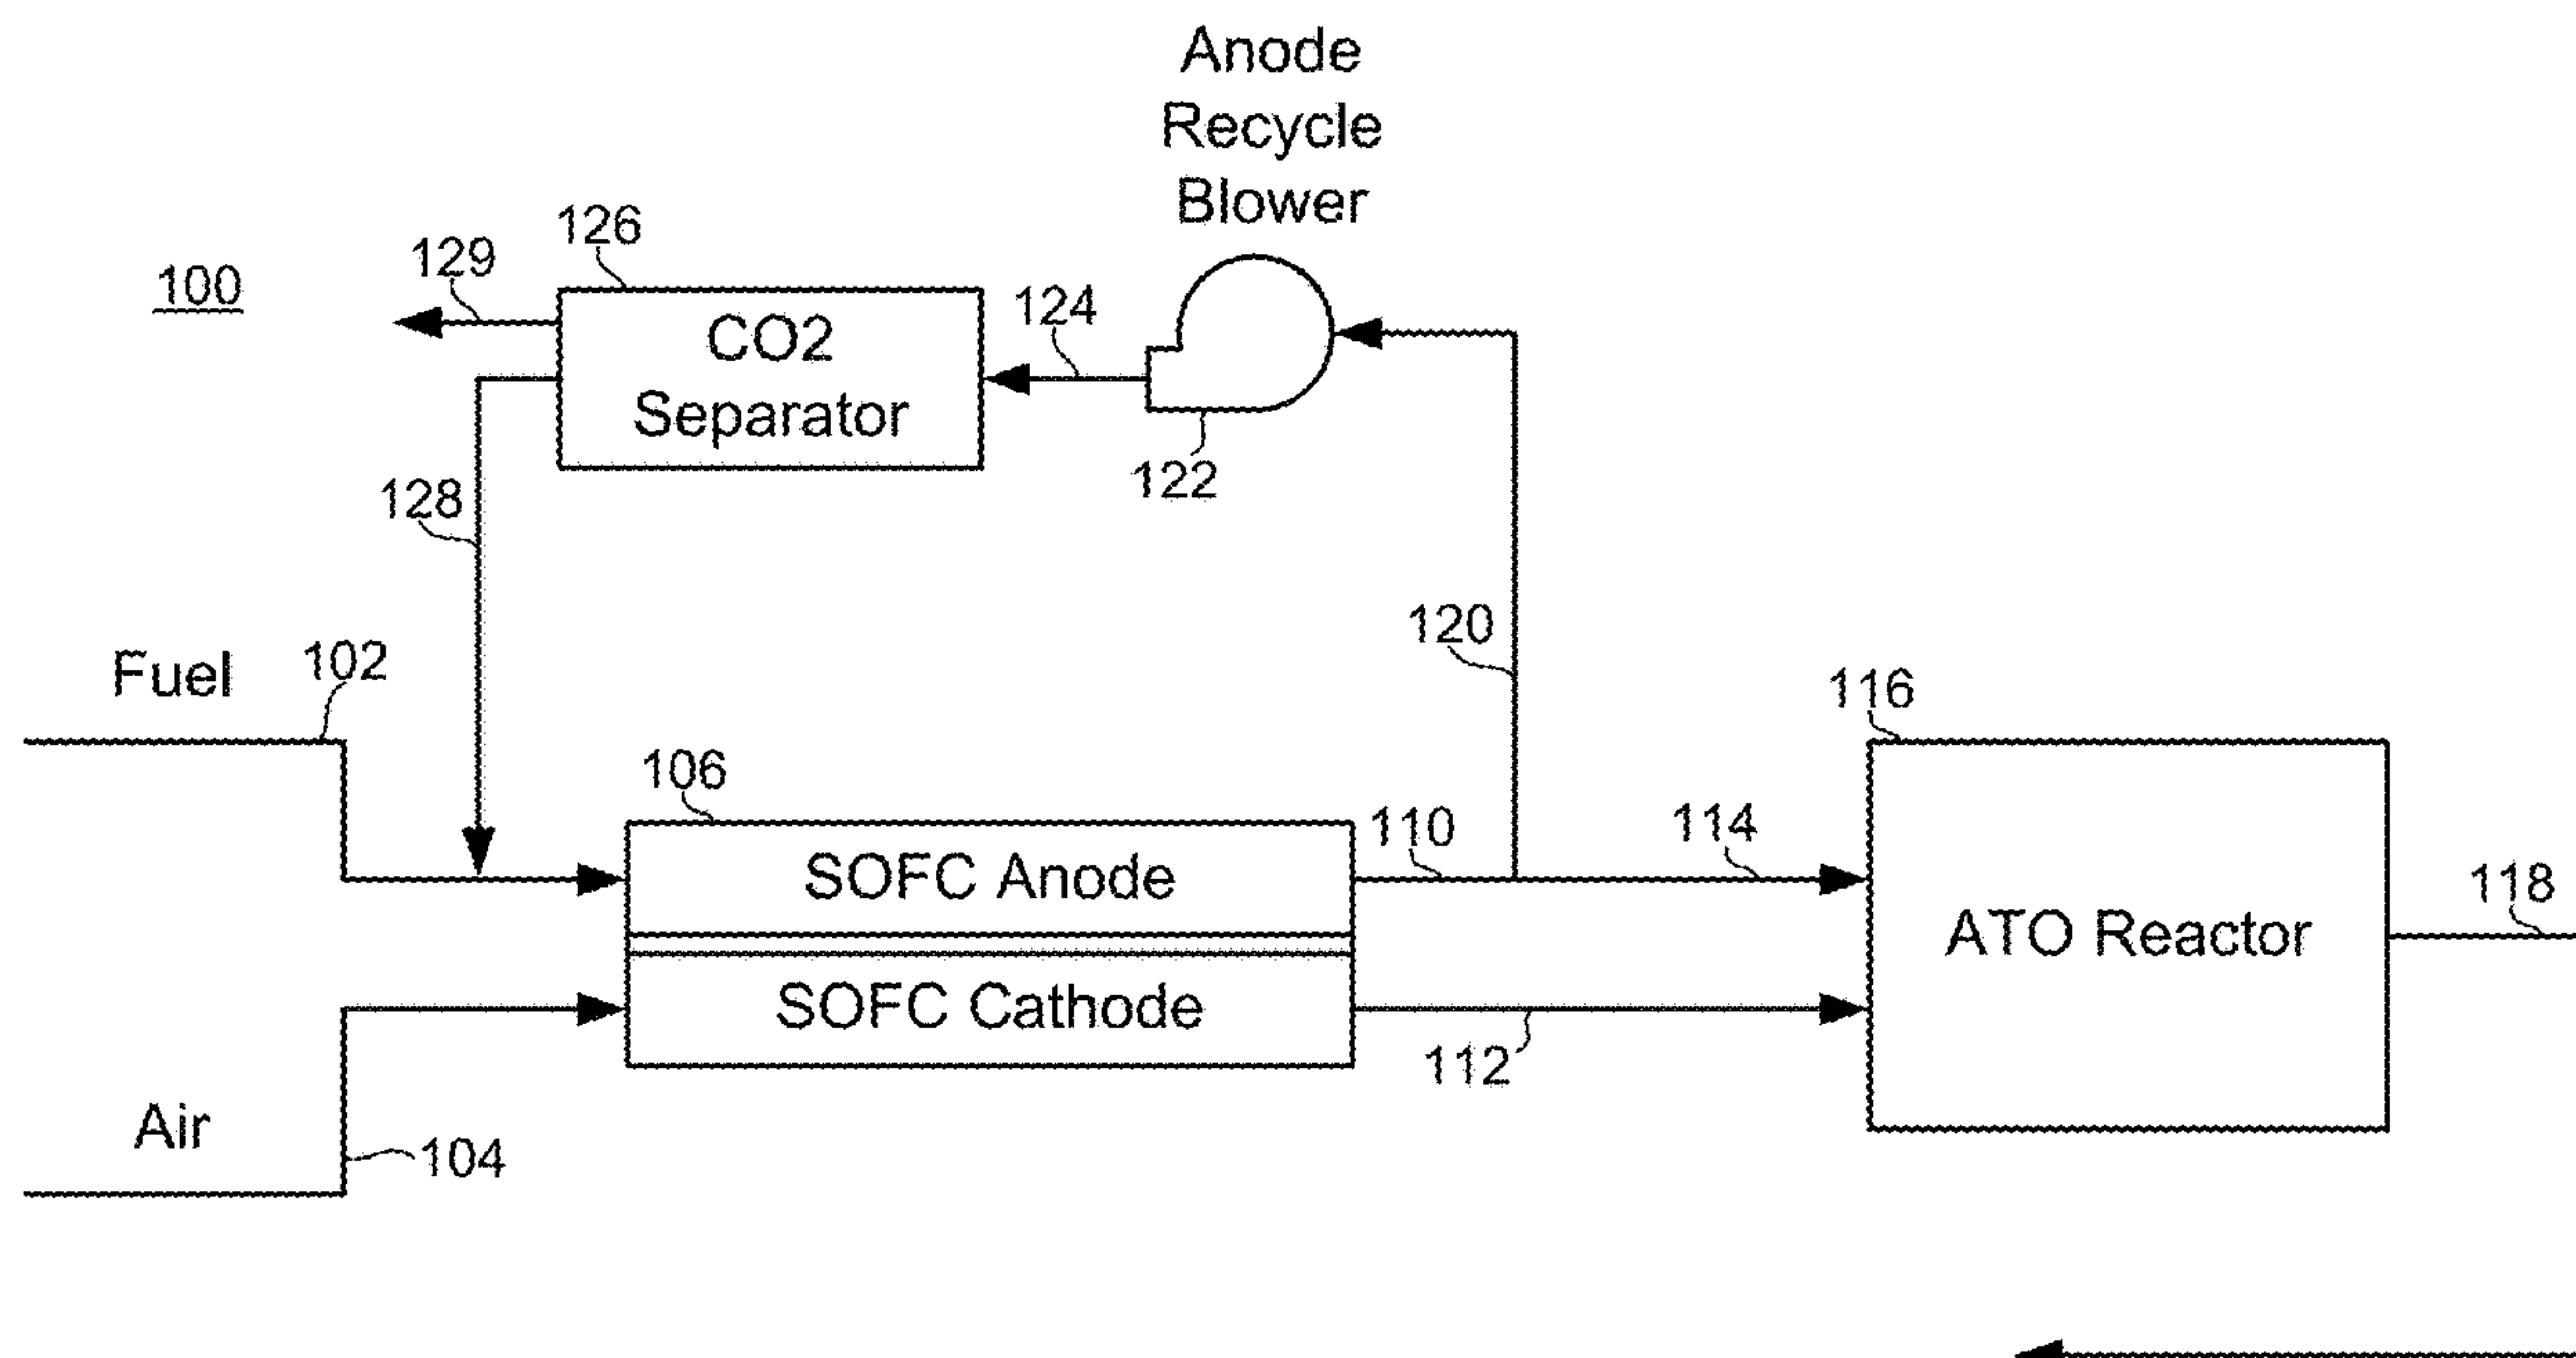 Anode
Recycle
Blower
126
129
100
CO2
Separator
124
122
128
120
Fuel
102
116
106
110
114
SOFC Anode
118
ATO Reactor
SOFC Cathode
112
Air
104